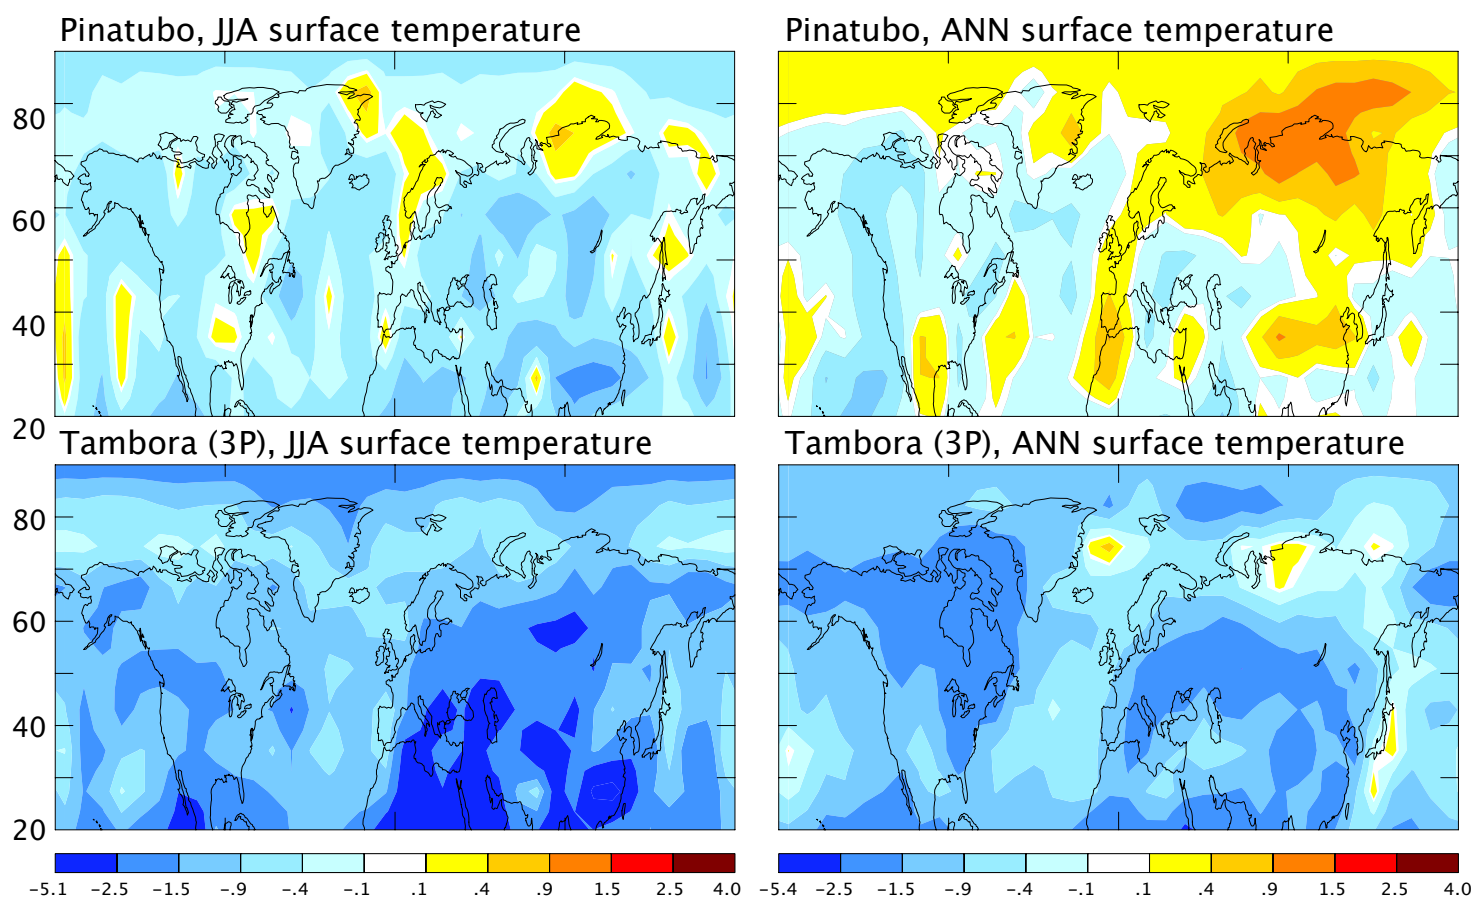 Pinatubo, JJA surface temperature
Pinatubo, ANN surface temperature
80
60
40
20
Tambora (3P), JJA surface temperature
Tambora (3P), ANN surface temperature
80
60
40
20
−5.1 −2.5 −1.5 −.9 −.4 −.1 .1 .4 .9 1.5 2.5 4.0
−5.4 −2.5 −1.5 −.9 −.4 −.1 .1 .4 .9 1.5 2.5 4.0